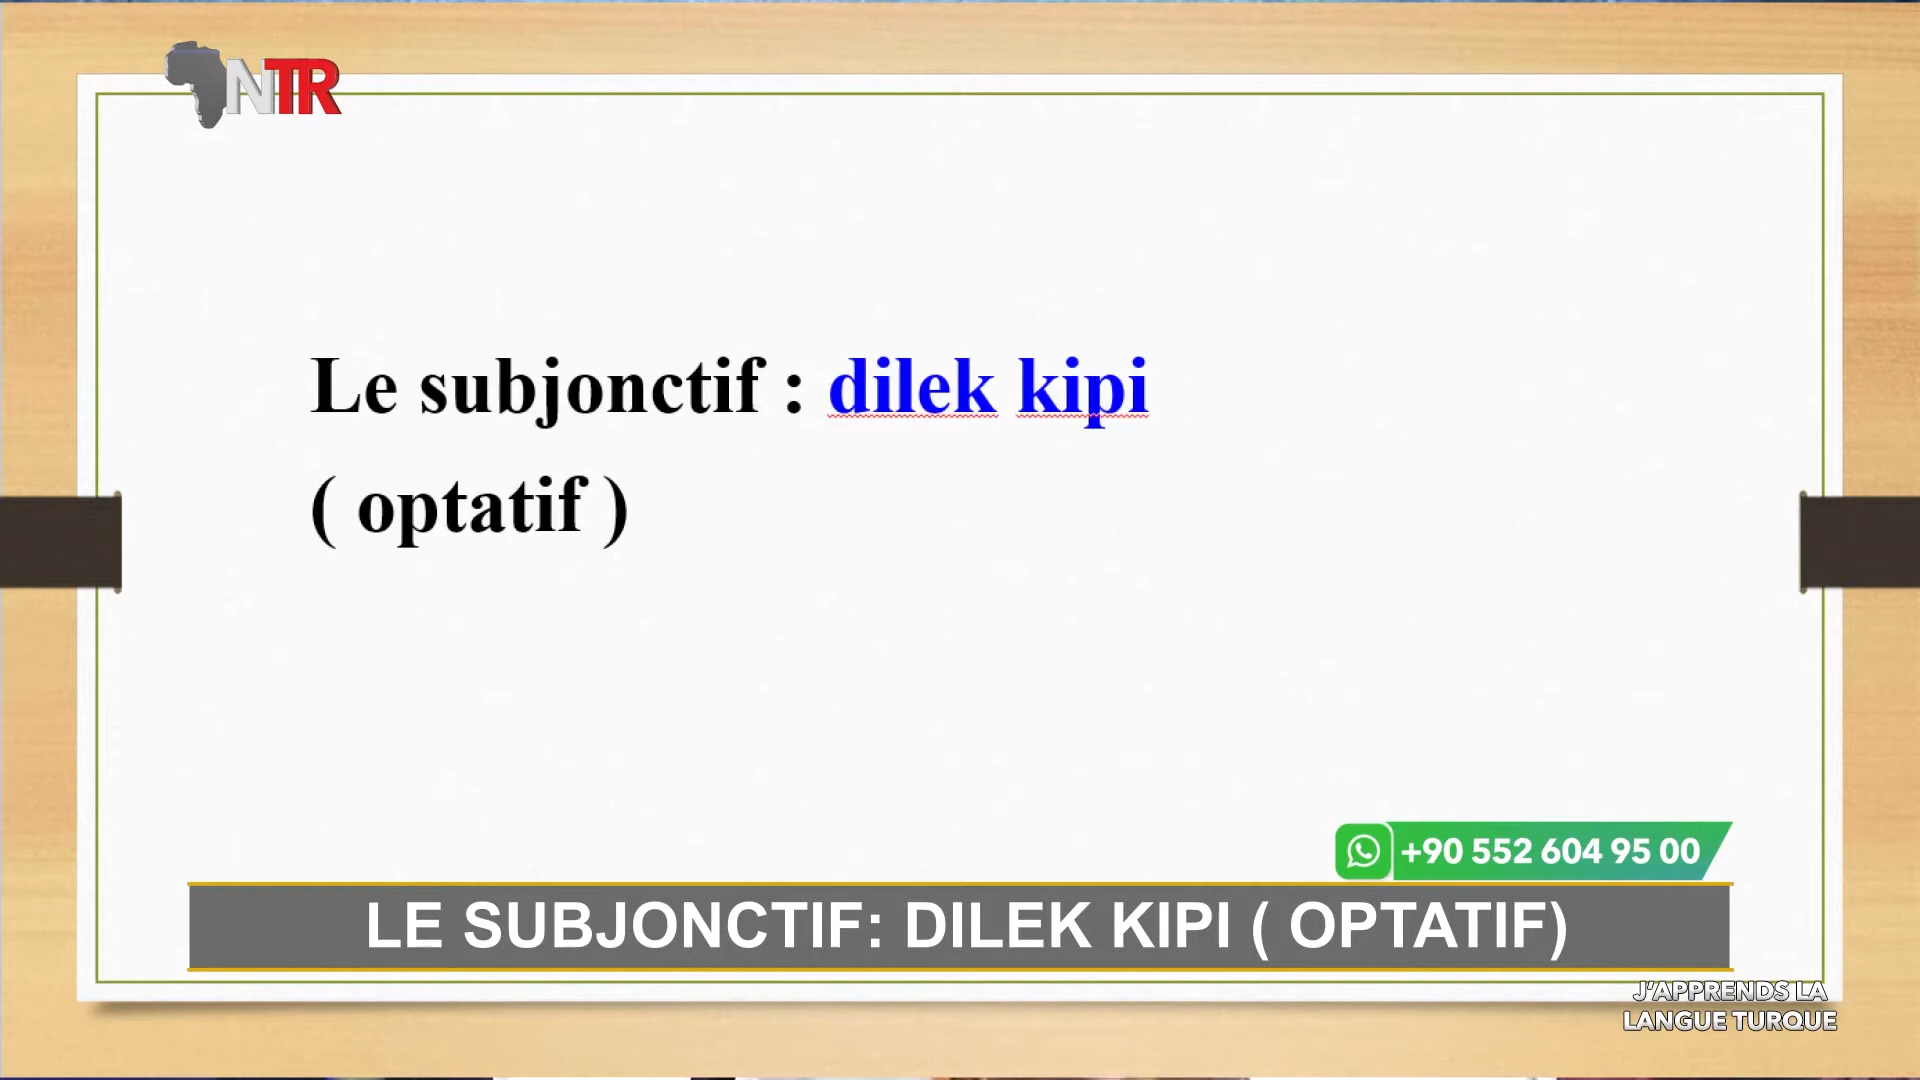 NTR
Le subjonctif : dilek kipi
( optatif )
+90 552 604 95 00
LE SUBJONCTIF: DILEK KIPI ( OPTATIF)
J'APPRENDS LA
LANGUE TURQUE